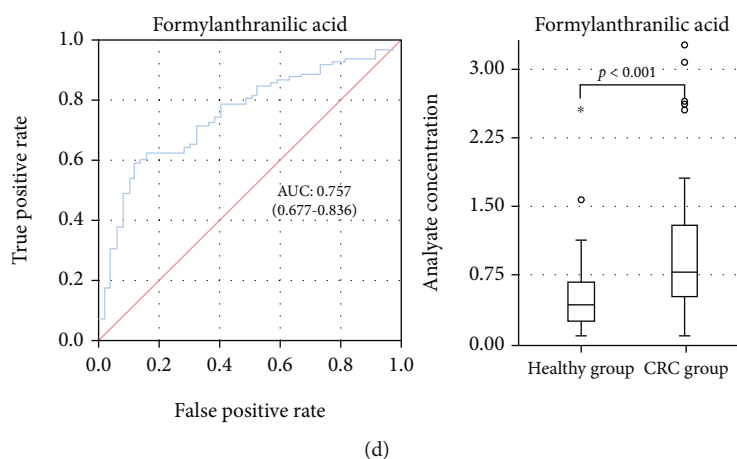 Formylanthranilic acid
1.0
0.8
0.6
0.4
0.2
0.0
0.0 0.2 0.4 0.6 0.8 1.0
True positive rate
False positive rate
AUC: 0.757
(0.677-0.836)
Formylanthranilic acid
3.00
2.25
1.50
0.75
0.00
Analyate concentration
p < 0.001
*
Healthy group CRC group
(d)